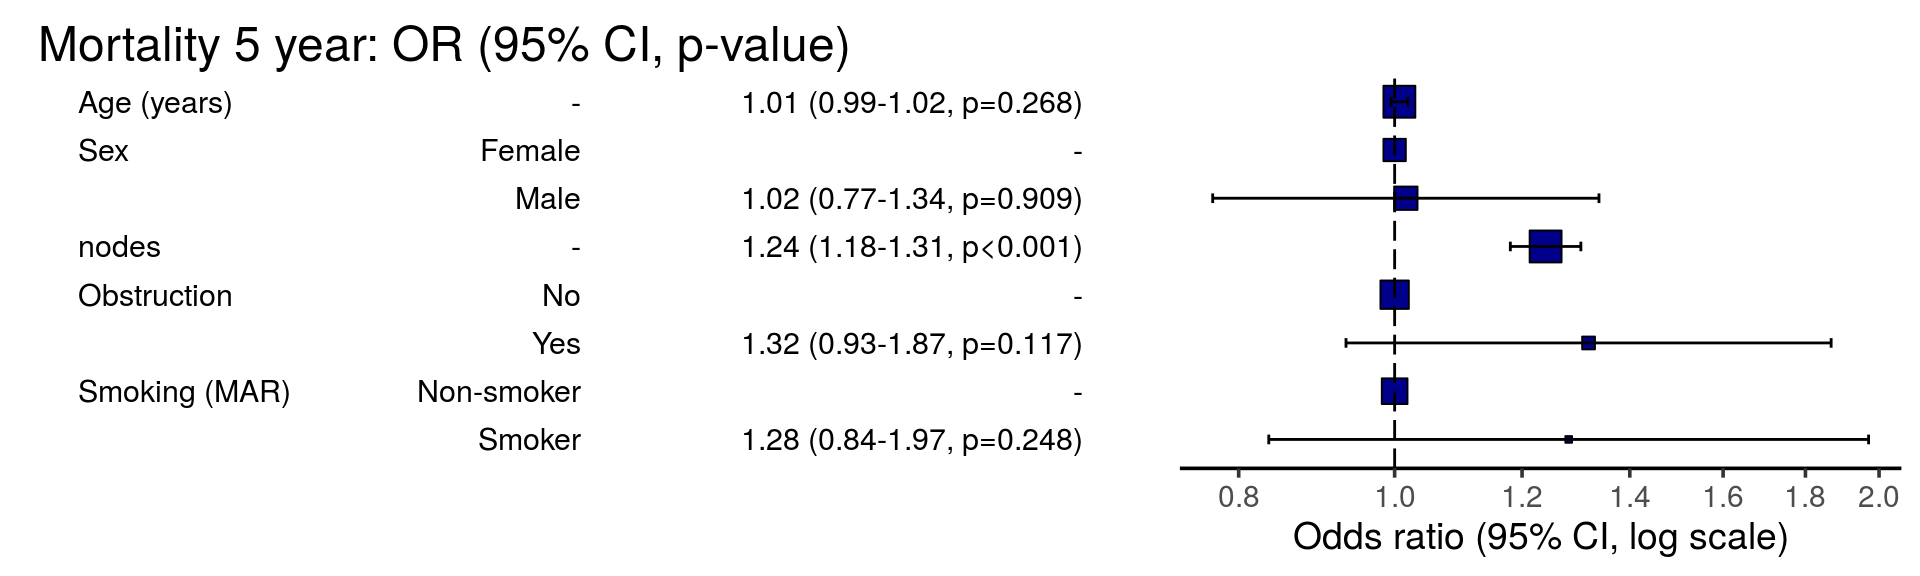 Mortality 5 year: OR (95% CI, p-value)
Age (years) - 1.01 (0.99-1.02, p=0.268)
Sex Female -
Male 1.02 (0.77-1.34, p=0.909)
nodes - 1.24 (1.18-1.31, p<0.001)
Obstruction No -
Yes 1.32 (0.93-1.87, p=0.117)
Smoking (MAR) Non-smoker -
Smoker 1.28 (0.84-1.97, p=0.248)
0.8 1.0 1.2 1.4 1.6 1.8 2.0
Odds ratio (95% CI, log scale)